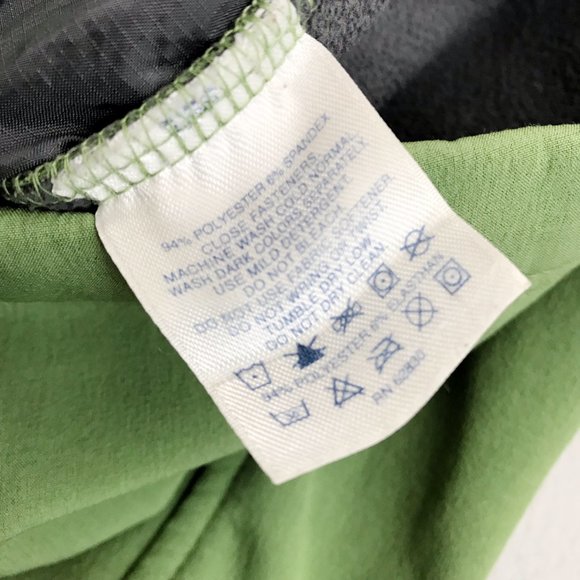 94% POLYESTER 6% SPANDEX
CLOSE FASTENERS
MACHINE WASH COLD NORMAL
WASH DARK COLORS SEPARATELY
USE MILD DETERGENT
DO NOT BLEACH
DO NOT USE FABRIC SOFTENER
DO NOT WRING OR TWIST
TUMBLE DRY LOW
DO NOT DRY CLEAN
94% POLYESTER 6% ELASTHAN